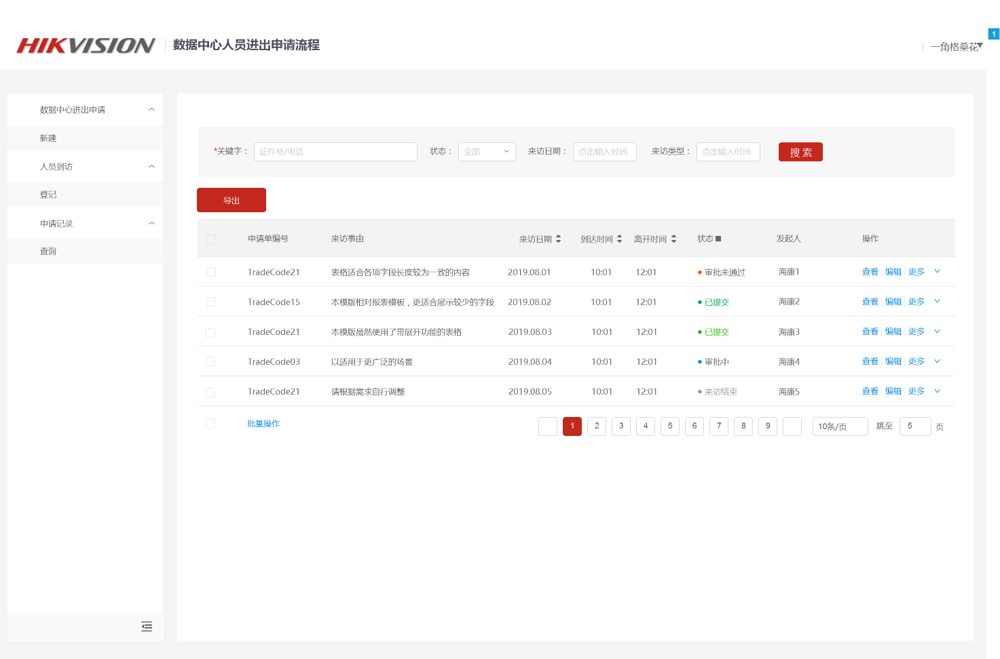 HIKVISION 数据中心人员进出申请流程
1
一角格桑花
数据中心进出申请
新建
人员到访
登记
申请记录
查询
*关键字： 证件号/电话 状态： 全部 来访日期： 点击输入时间 来访类型： 点击输入时间 搜 索
导出
申请单编号 来访事由 来访日期 到达时间 离开时间 状态 发起人 操作
TradeCode21 表格适合各项字段长度较为一致的内容 2019.08.01 10:01 12:01 审批未通过 海康1 查看 编辑 更多
TradeCode15 本模版相对报表模板，更适合展示较少的字段 2019.08.02 10:01 12:01 已提交 海康2 查看 编辑 更多
TradeCode21 本模版虽然使用了带展开功能的表格 2019.08.03 10:01 12:01 已提交 海康3 查看 编辑 更多
TradeCode03 以适用于更广泛的场景 2019.08.04 10:01 12:01 审批中 海康4 查看 编辑 更多
TradeCode21 请根据需求自行调整 2019.08.05 10:01 12:01 来访结束 海康5 查看 编辑 更多
批量操作 1 2 3 4 5 6 7 8 9 10条/页 跳至 5 页